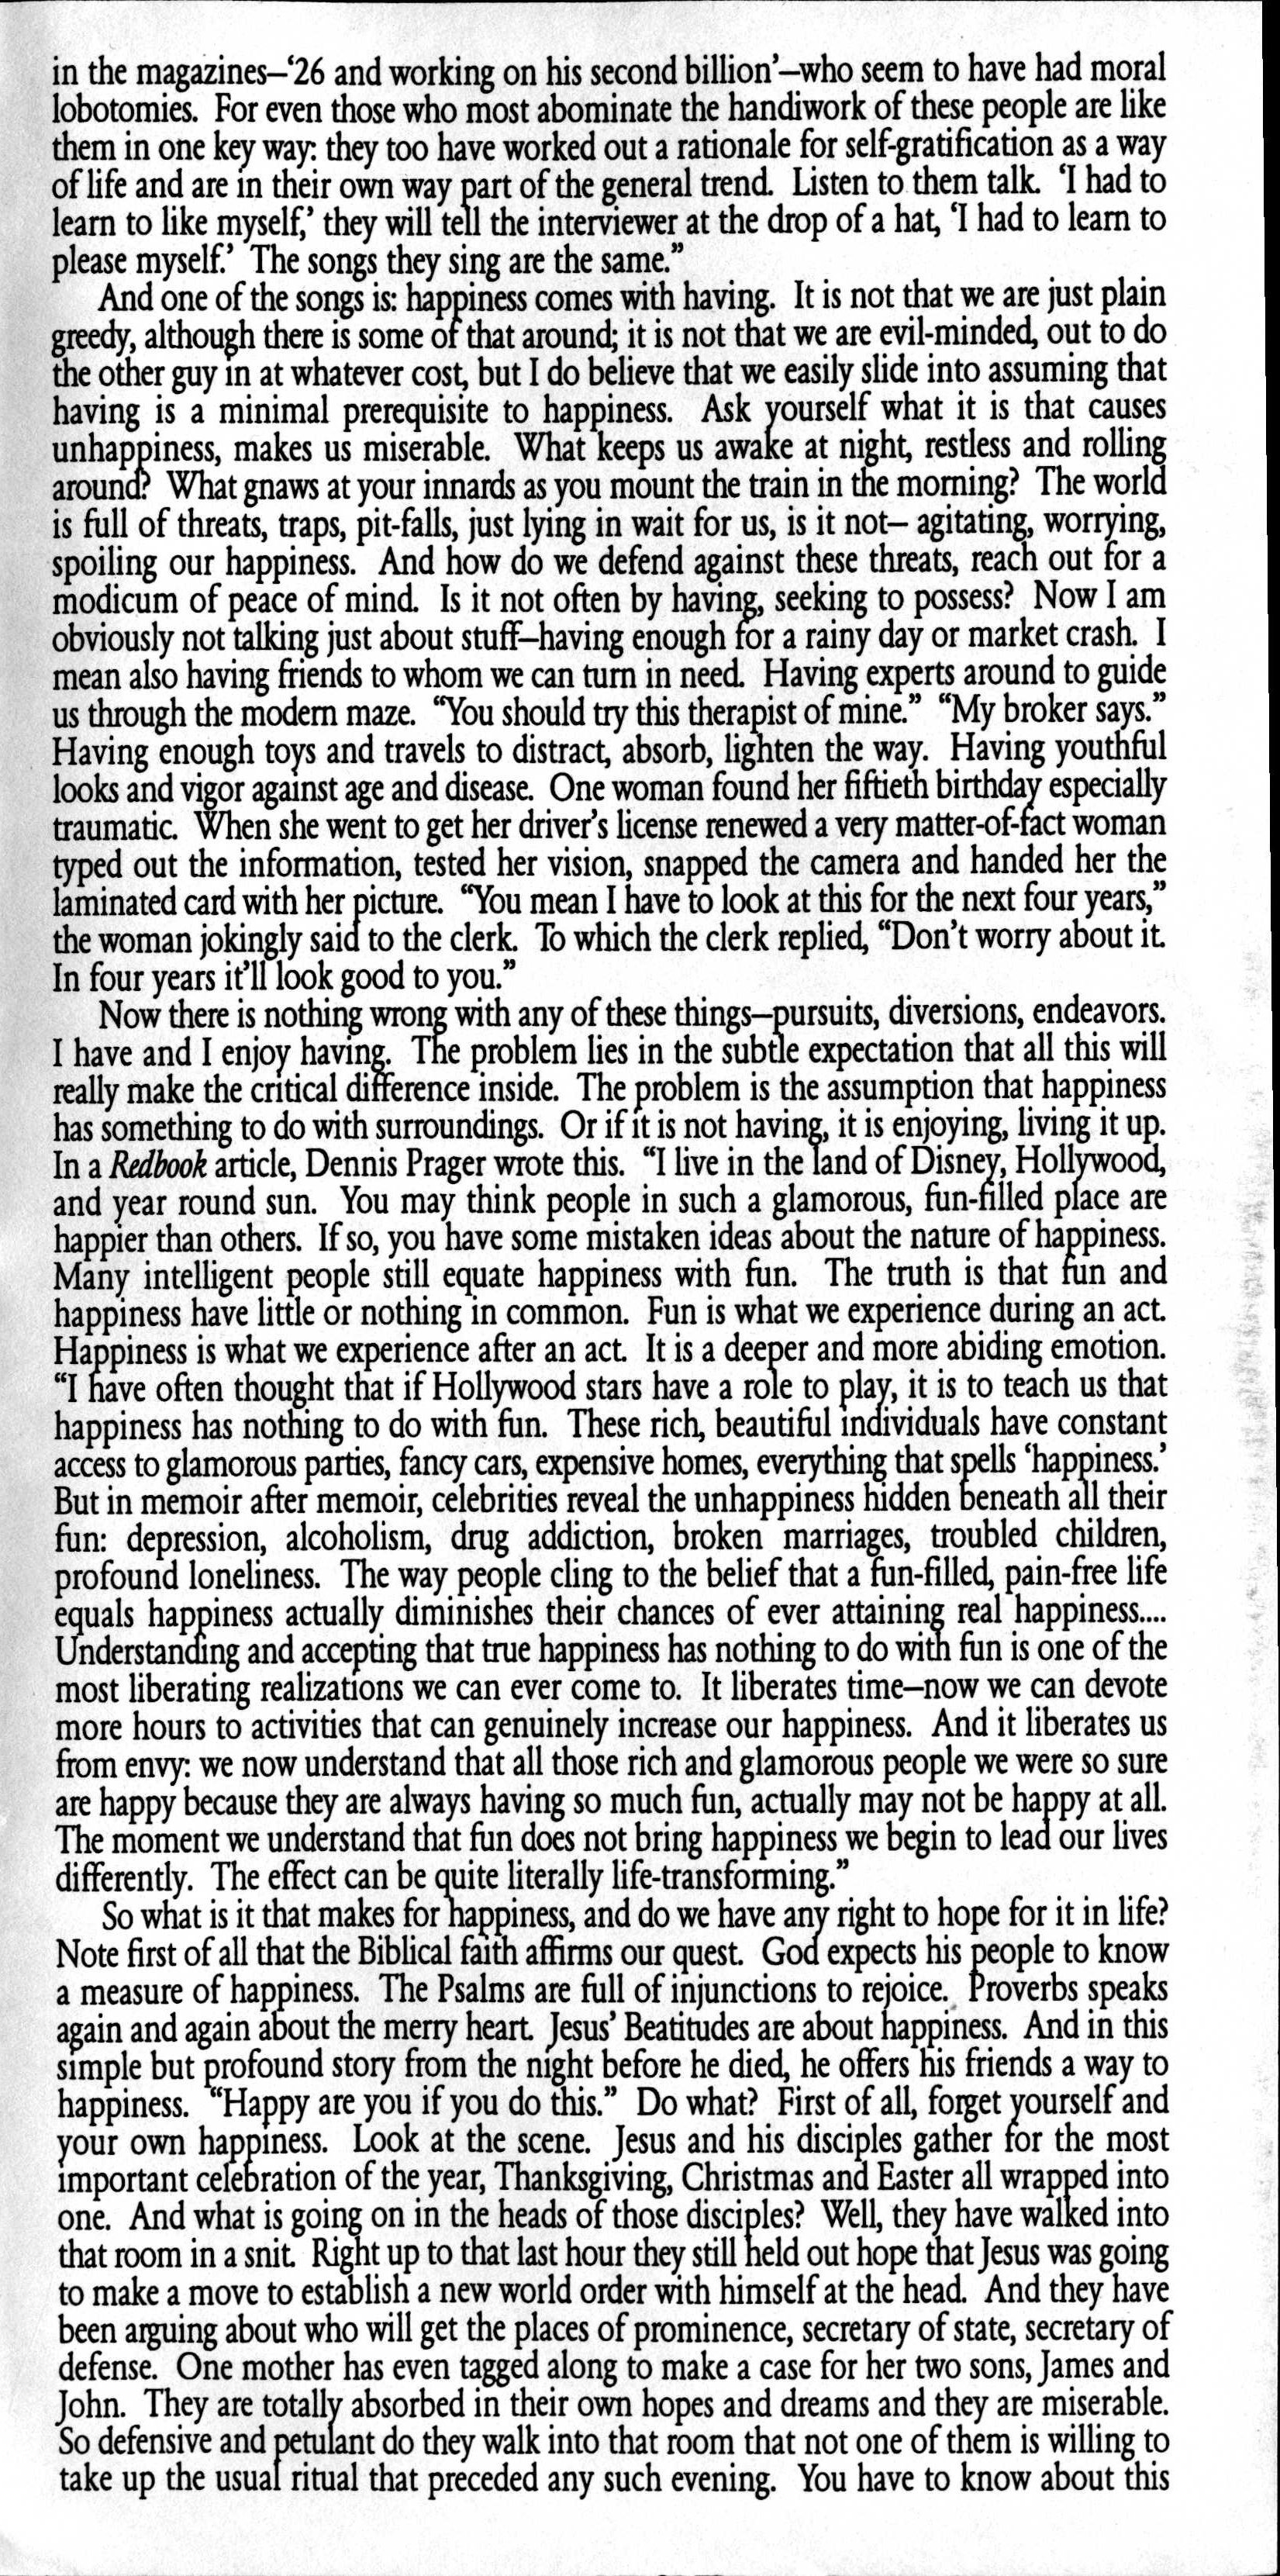 in the magazines–‘26 and working on his second billion’–who seem to have had moral
lobotomies. For even those who most abominate the handiwork of these people are like
them in one key way: they too have worked out a rationale for self-gratification as a way
of life and are in their own way part of the general trend. Listen to them talk. ‘I had to
learn to like myself,’ they will tell the interviewer at the drop of a hat, ‘I had to learn to
please myself.’ The songs they sing are the same.”
And one of the songs is: happiness comes with having. It is not that we are just plain
greedy, although there is some of that around; it is not that we are evil-minded, out to do
the other guy in at whatever cost, but I do believe that we easily slide into assuming that
having is a minimal prerequisite to happiness. Ask yourself what it is that causes
unhappiness, makes us miserable. What keeps us awake at night, restless and rolling
around? What gnaws at your innards as you mount the train in the morning? The world
is full of threats, traps, pit-falls, just lying in wait for us, is it not– agitating, worrying,
spoiling our happiness. And how do we defend against these threats, reach out for a
modicum of peace of mind. Is it not often by having, seeking to possess? Now I am
obviously not talking just about stuff–having enough for a rainy day or market crash. I
mean also having friends to whom we can turn in need. Having experts around to guide
us through the modern maze. “You should try this therapist of mine.” “My broker says.”
Having enough toys and travels to distract, absorb, lighten the way. Having youthful
looks and vigor against age and disease. One woman found her fiftieth birthday especially
traumatic. When she went to get her driver’s license renewed a very matter-of-fact woman
typed out the information, tested her vision, snapped the camera and handed her the
laminated card with her picture. “You mean I have to look at this for the next four years,”
the woman jokingly said to the clerk. To which the clerk replied, “Don’t worry about it.
In four years it’ll look good to you.”
Now there is nothing wrong with any of these things–pursuits, diversions, endeavors.
I have and I enjoy having. The problem lies in the subtle expectation that all this will
really make the critical difference inside. The problem is the assumption that happiness
has something to do with surroundings. Or if it is not having, it is enjoying, living it up.
In a Redbook article, Dennis Prager wrote this. “I live in the land of Disney, Hollywood,
and year round sun. You may think people in such a glamorous, fun-filled place are
happier than others. If so, you have some mistaken ideas about the nature of happiness.
Many intelligent people still equate happiness with fun. The truth is that fun and
happiness have little or nothing in common. Fun is what we experience during an act.
Happiness is what we experience after an act. It is a deeper and more abiding emotion.
“I have often thought that if Hollywood stars have a role to play, it is to teach us that
happiness has nothing to do with fun. These rich, beautiful individuals have constant
access to glamorous parties, fancy cars, expensive homes, everything that spells ‘happiness.’
But in memoir after memoir, celebrities reveal the unhappiness hidden beneath all their
fun: depression, alcoholism, drug addiction, broken marriages, troubled children,
profound loneliness. The way people cling to the belief that a fun-filled, pain-free life
equals happiness actually diminishes their chances of ever attaining real happiness....
Understanding and accepting that true happiness has nothing to do with fun is one of the
most liberating realizations we can ever come to. It liberates time–now we can devote
more hours to activities that can genuinely increase our happiness. And it liberates us
from envy: we now understand that all those rich and glamorous people we were so sure
are happy because they are always having so much fun, actually may not be happy at all.
The moment we understand that fun does not bring happiness we begin to lead our lives
differently. The effect can be quite literally life-transforming.”
So what is it that makes for happiness, and do we have any right to hope for it in life?
Note first of all that the Biblical faith affirms our quest. God expects his people to know
a measure of happiness. The Psalms are full of injunctions to rejoice. Proverbs speaks
again and again about the merry heart. Jesus’ Beatitudes are about happiness. And in this
simple but profound story from the night before he died, he offers his friends a way to
happiness. “Happy are you if you do this.” Do what? First of all, forget yourself and
your own happiness. Look at the scene. Jesus and his disciples gather for the most
important celebration of the year, Thanksgiving, Christmas and Easter all wrapped into
one. And what is going on in the heads of those disciples? Well, they have walked into
that room in a snit. Right up to that last hour they still held out hope that Jesus was going
to make a move to establish a new world order with himself at the head. And they have
been arguing about who will get the places of prominence, secretary of state, secretary of
defense. One mother has even tagged along to make a case for her two sons, James and
John. They are totally absorbed in their own hopes and dreams and they are miserable.
So defensive and petulant do they walk into that room that not one of them is willing to
take up the usual ritual that preceded any such evening. You have to know about this